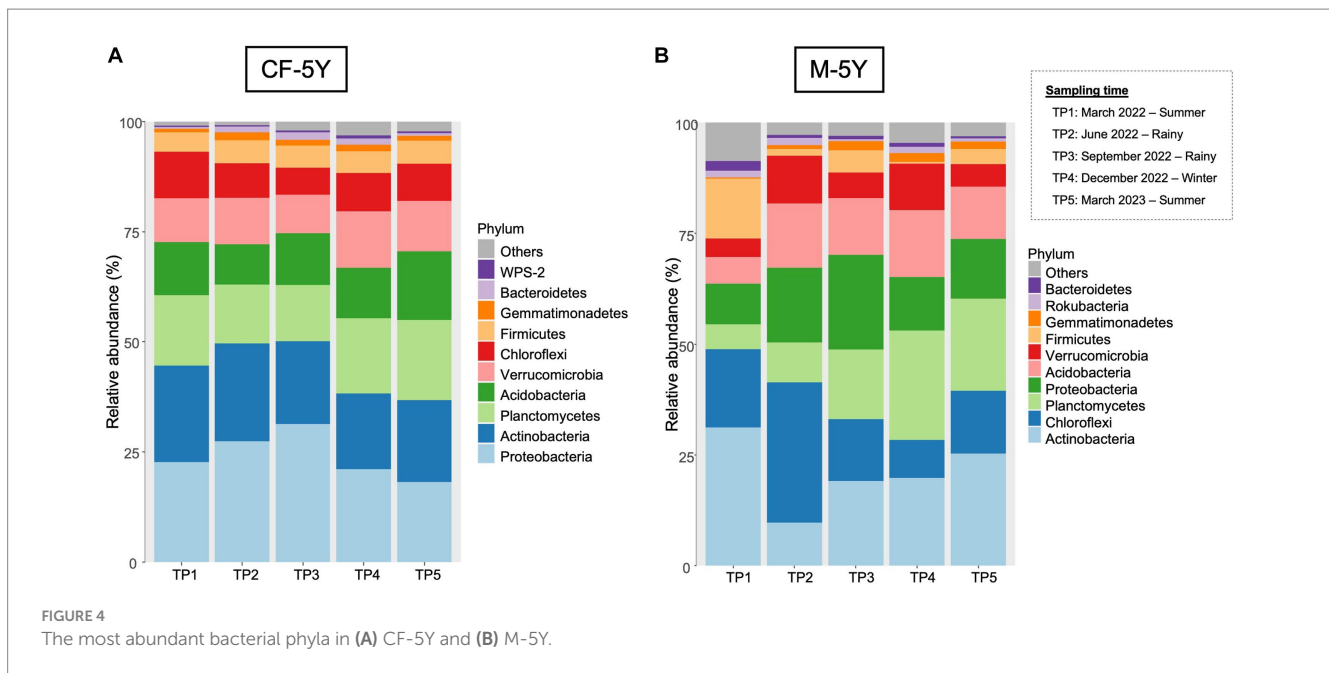 A
CF-5Y
Relative abundance (%)
100
75
50
25
0
TP1 TP2 TP3 TP4 TP5
Phylum
Others
WPS-2
Bacteroidetes
Gemmatimonadetes
Firmicutes
Chloroflexi
Verrucomicrobia
Acidobacteria
Planctomycetes
Actinobacteria
Proteobacteria
B
M-5Y
Relative abundance (%)
100
75
50
25
0
TP1 TP2 TP3 TP4 TP5
Sampling time
TP1: March 2022 – Summer
TP2: June 2022 – Rainy
TP3: September 2022 – Rainy
TP4: December 2022 – Winter
TP5: March 2023 – Summer
Phylum
Others
Bacteroidetes
Rokubacteria
Gemmatimonadetes
Firmicutes
Verrucomicrobia
Acidobacteria
Proteobacteria
Planctomycetes
Chloroflexi
Actinobacteria
FIGURE 4
The most abundant bacterial phyla in (A) CF-5Y and (B) M-5Y.